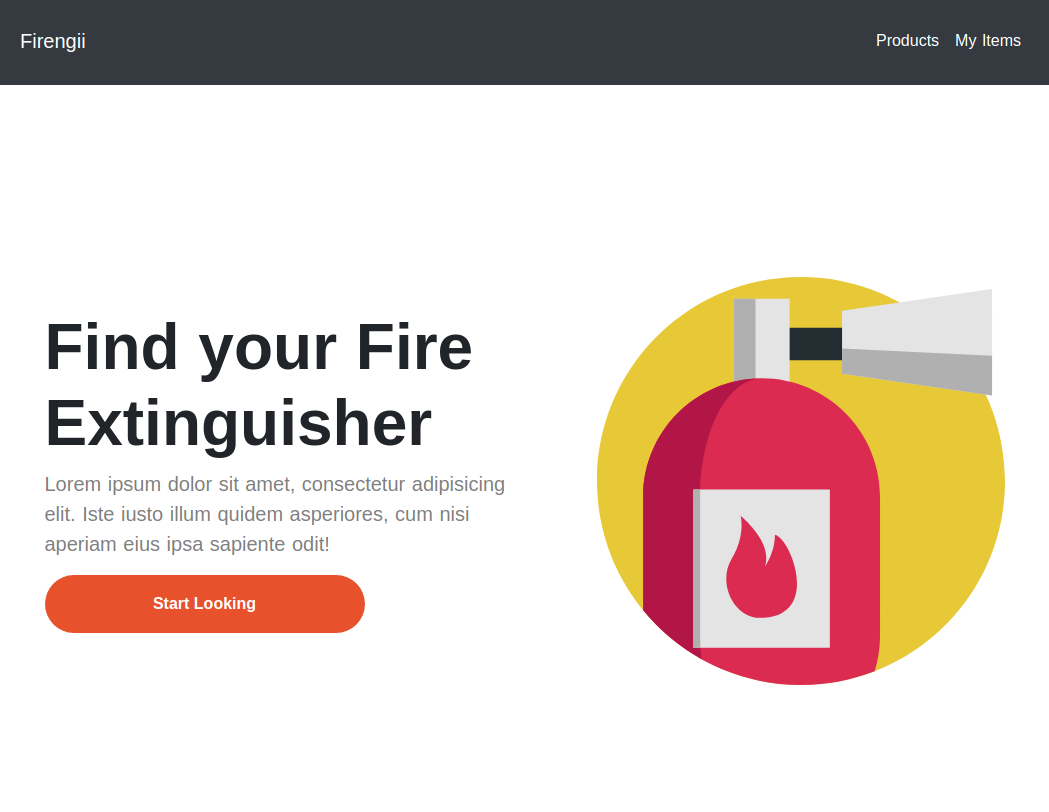 Firengii
Products My Items
Find your Fire
Extinguisher
Lorem ipsum dolor sit amet, consectetur adipisicing
elit. Iste iusto illum quidem asperiores, cum nisi
aperiam eius ipsa sapiente odit!
Start Looking